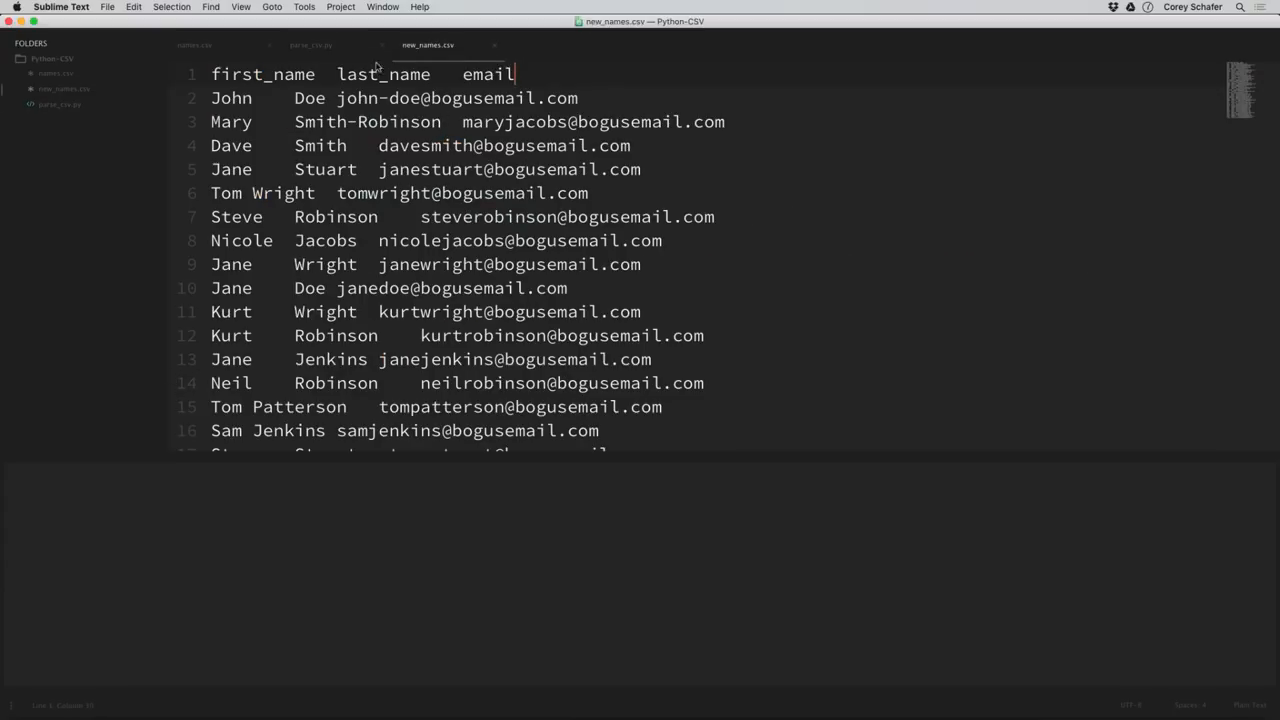 Sublime Text File Edit Selection Find View Goto Tools Project Window Help Corey Schafer
new_names.csv — Python-CSV
FOLDERS
Python-CSV
names.csv
new_names.csv
parse_csv.py
names.csv parse_csv.py new_names.csv
1 first_name last_name email
2 John Doe john-doe@bogusemail.com
3 Mary Smith-Robinson maryjacobs@bogusemail.com
4 Dave Smith davesmith@bogusemail.com
5 Jane Stuart janestuart@bogusemail.com
6 Tom Wright tomwright@bogusemail.com
7 Steve Robinson steverobinson@bogusemail.com
8 Nicole Jacobs nicolejacobs@bogusemail.com
9 Jane Wright janewright@bogusemail.com
10 Jane Doe janedoe@bogusemail.com
11 Kurt Wright kurtwright@bogusemail.com
12 Kurt Robinson kurtrobinson@bogusemail.com
13 Jane Jenkins janejenkins@bogusemail.com
14 Neil Robinson neilrobinson@bogusemail.com
15 Tom Patterson tompatterson@bogusemail.com
16 Sam Jenkins samjenkins@bogusemail.com
Line 1, Column UTF-8 Spaces: 4 Plain Text